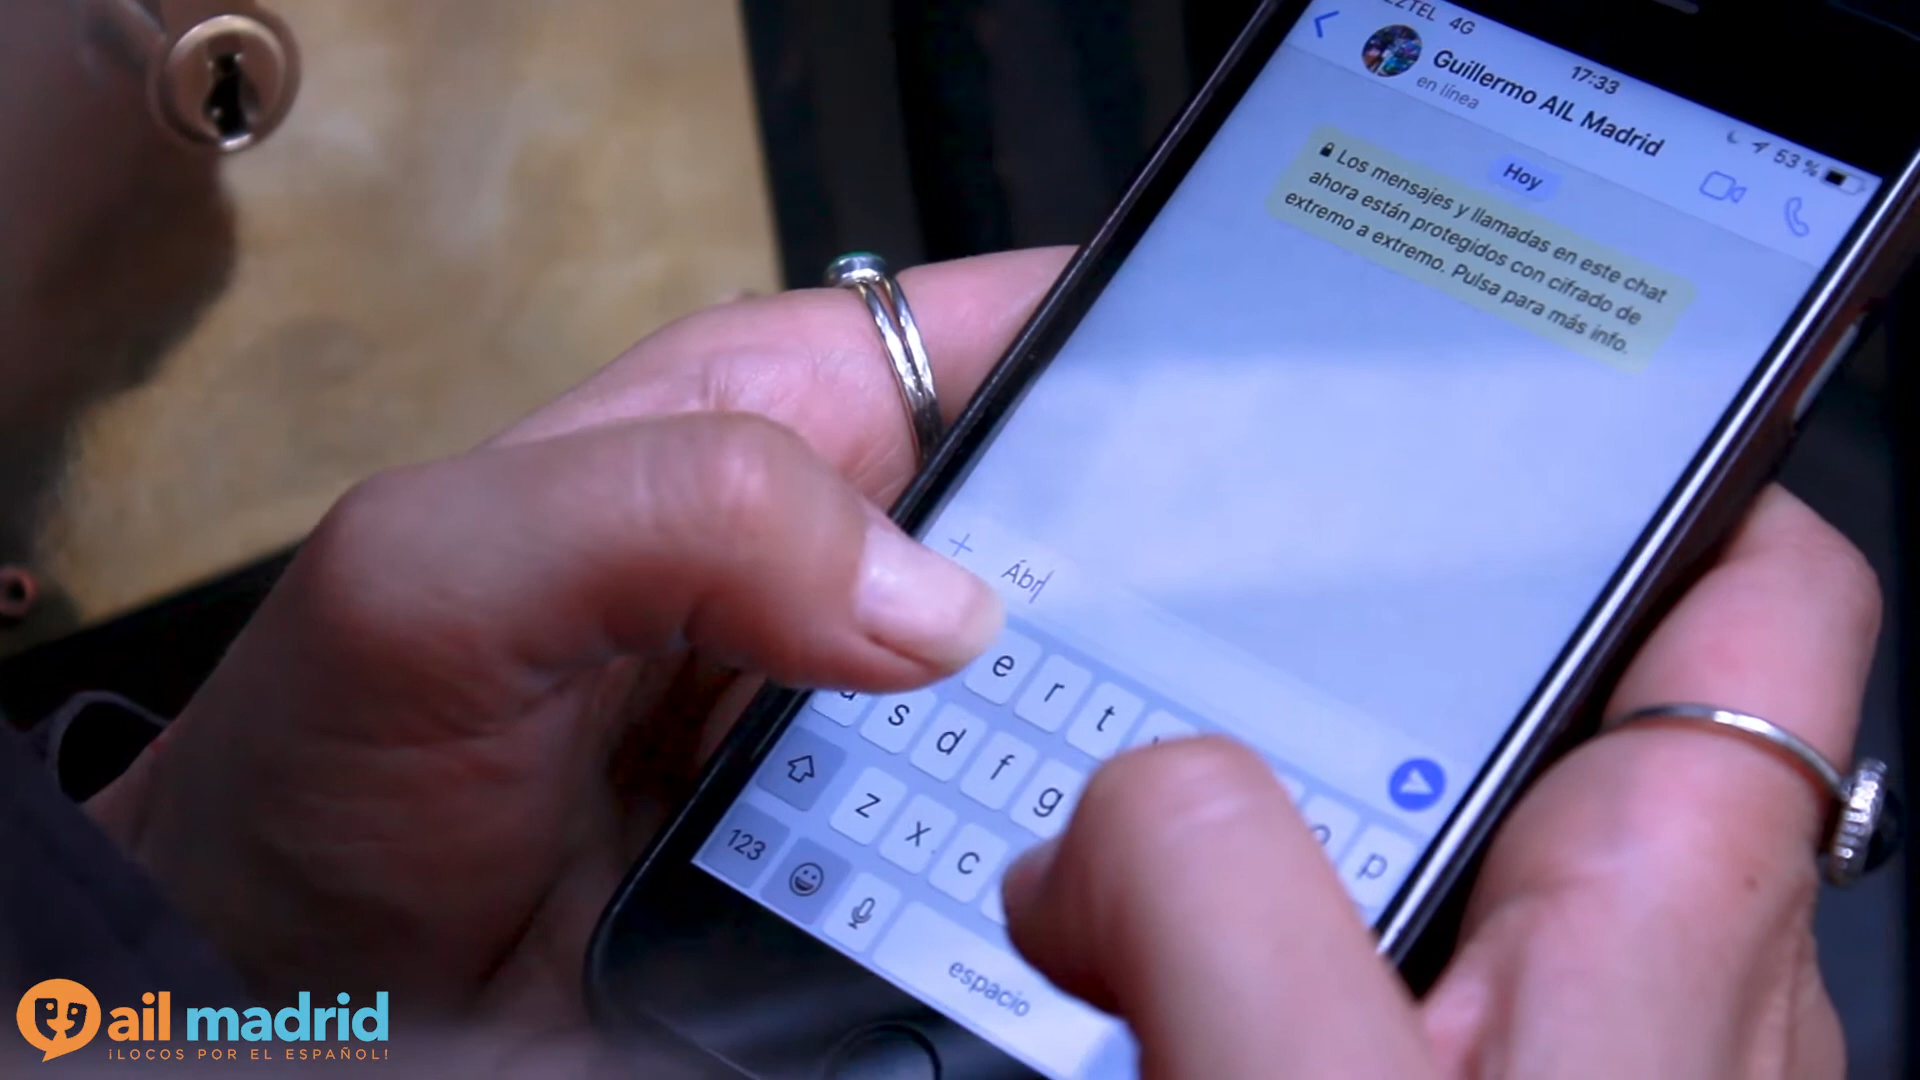 EZTEL 4G
17:33
53 %
Guillermo AIL Madrid
en línea
Hoy
Los mensajes y llamadas en este chat
ahora están protegidos con cifrado de
extremo a extremo. Pulsa para más info.
Ábr
e r t o p
a s d f g
z x c
123
espacio
ail madrid
¡LOCOS POR EL ESPAÑOL!